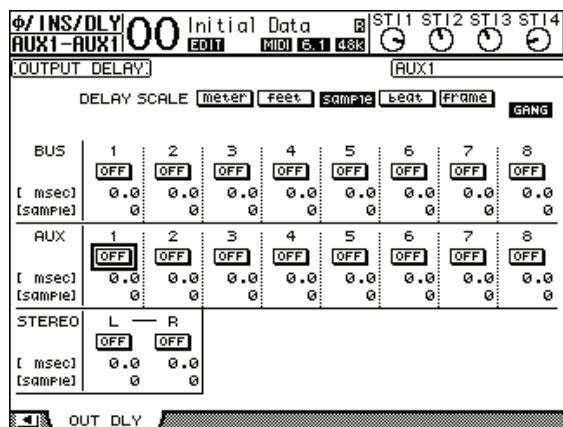 Φ/INS/DLY 00 Initial Data R STI1 STI2 STI3 STI4
AUX1-AUX1 EDIT MIDI 6.1 48k
OUTPUT DELAY AUX1
DELAY SCALE meter feet sample beat frame
GANG
BUS 1 2 3 4 5 6 7 8
OFF OFF OFF OFF OFF OFF OFF OFF
[ msec] 0.0 0.0 0.0 0.0 0.0 0.0 0.0 0.0
[sample] 0 0 0 0 0 0 0 0
AUX 1 2 3 4 5 6 7 8
OFF OFF OFF OFF OFF OFF OFF OFF
[ msec] 0.0 0.0 0.0 0.0 0.0 0.0 0.0 0.0
[sample] 0 0 0 0 0 0 0 0
STEREO L — R
OFF OFF
[ msec] 0.0 0.0
[sample] 0 0
OUT DLY